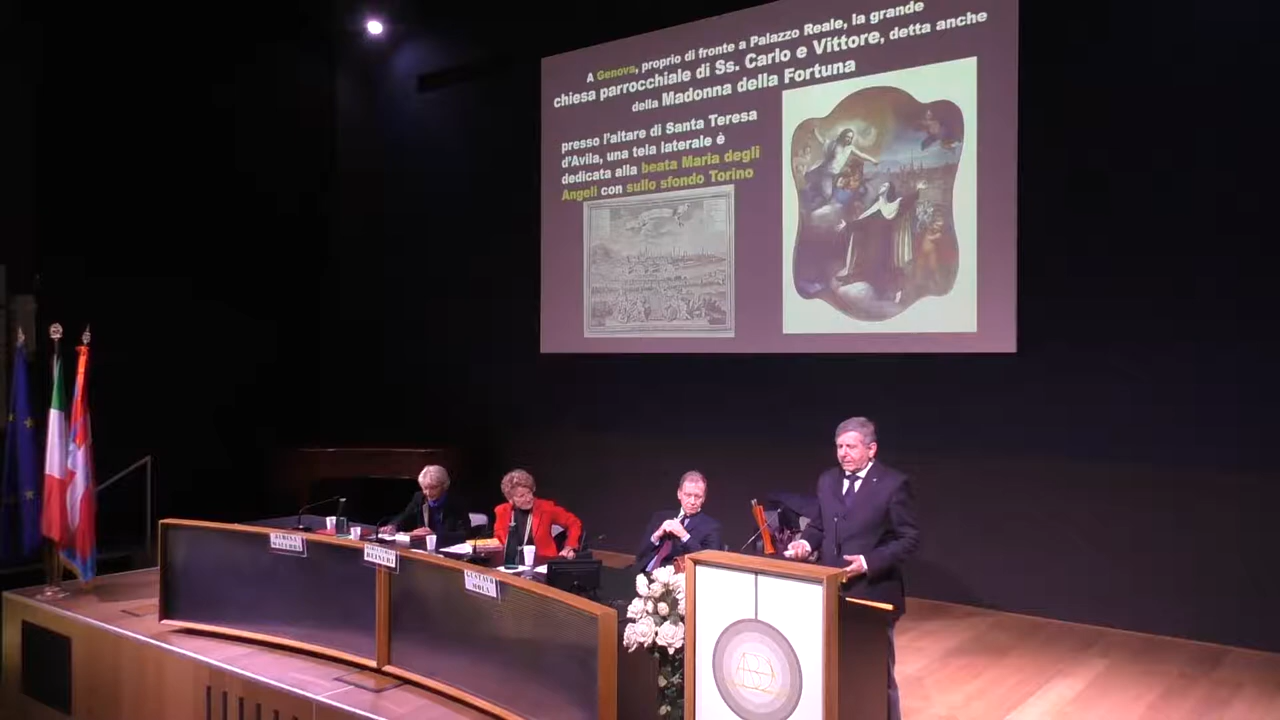 A Genova, proprio di fronte a Palazzo Reale, la grande
chiesa parrocchiale di Ss. Carlo e Vittore, detta anche
della Madonna della Fortuna
presso l'altare di Santa Teresa
d'Avila, una tela laterale è
dedicata alla beata Maria degli
Angeli con sullo sfondo Torino
REINERI
GUSTAVO
MOLA